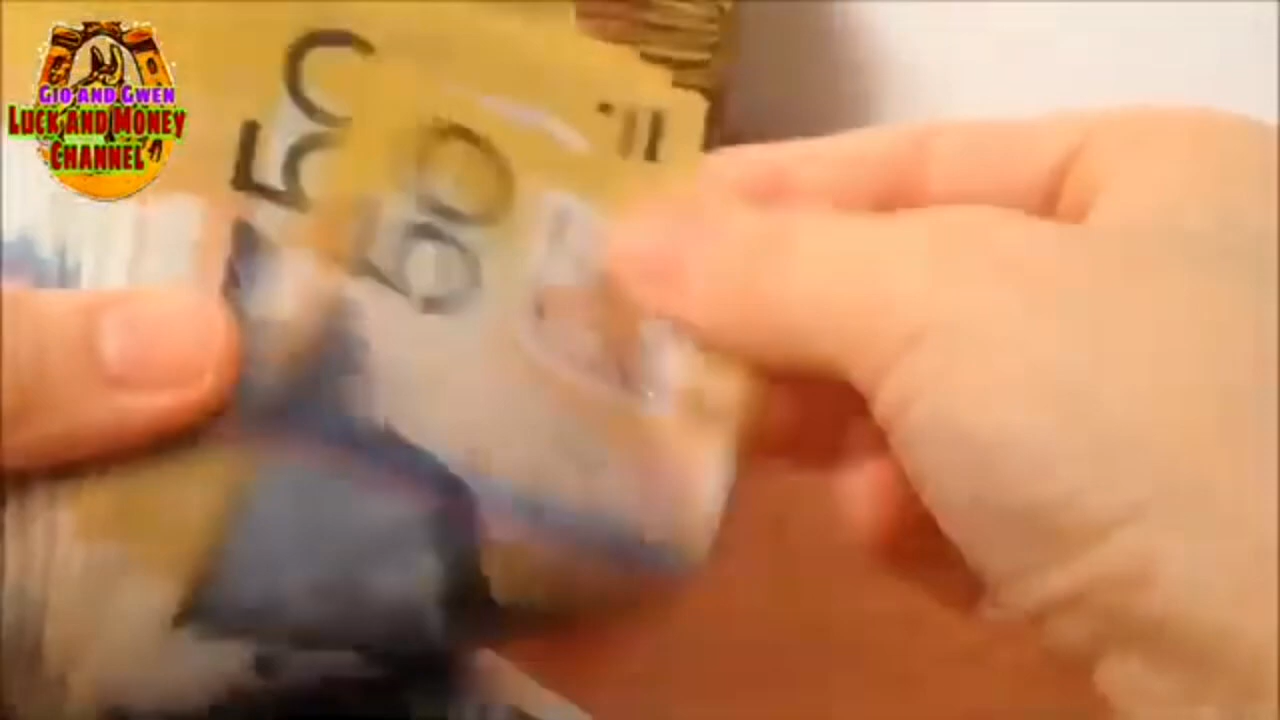 GIO AND GWEN
LUCK AND MONEY
CHANNEL
50
50